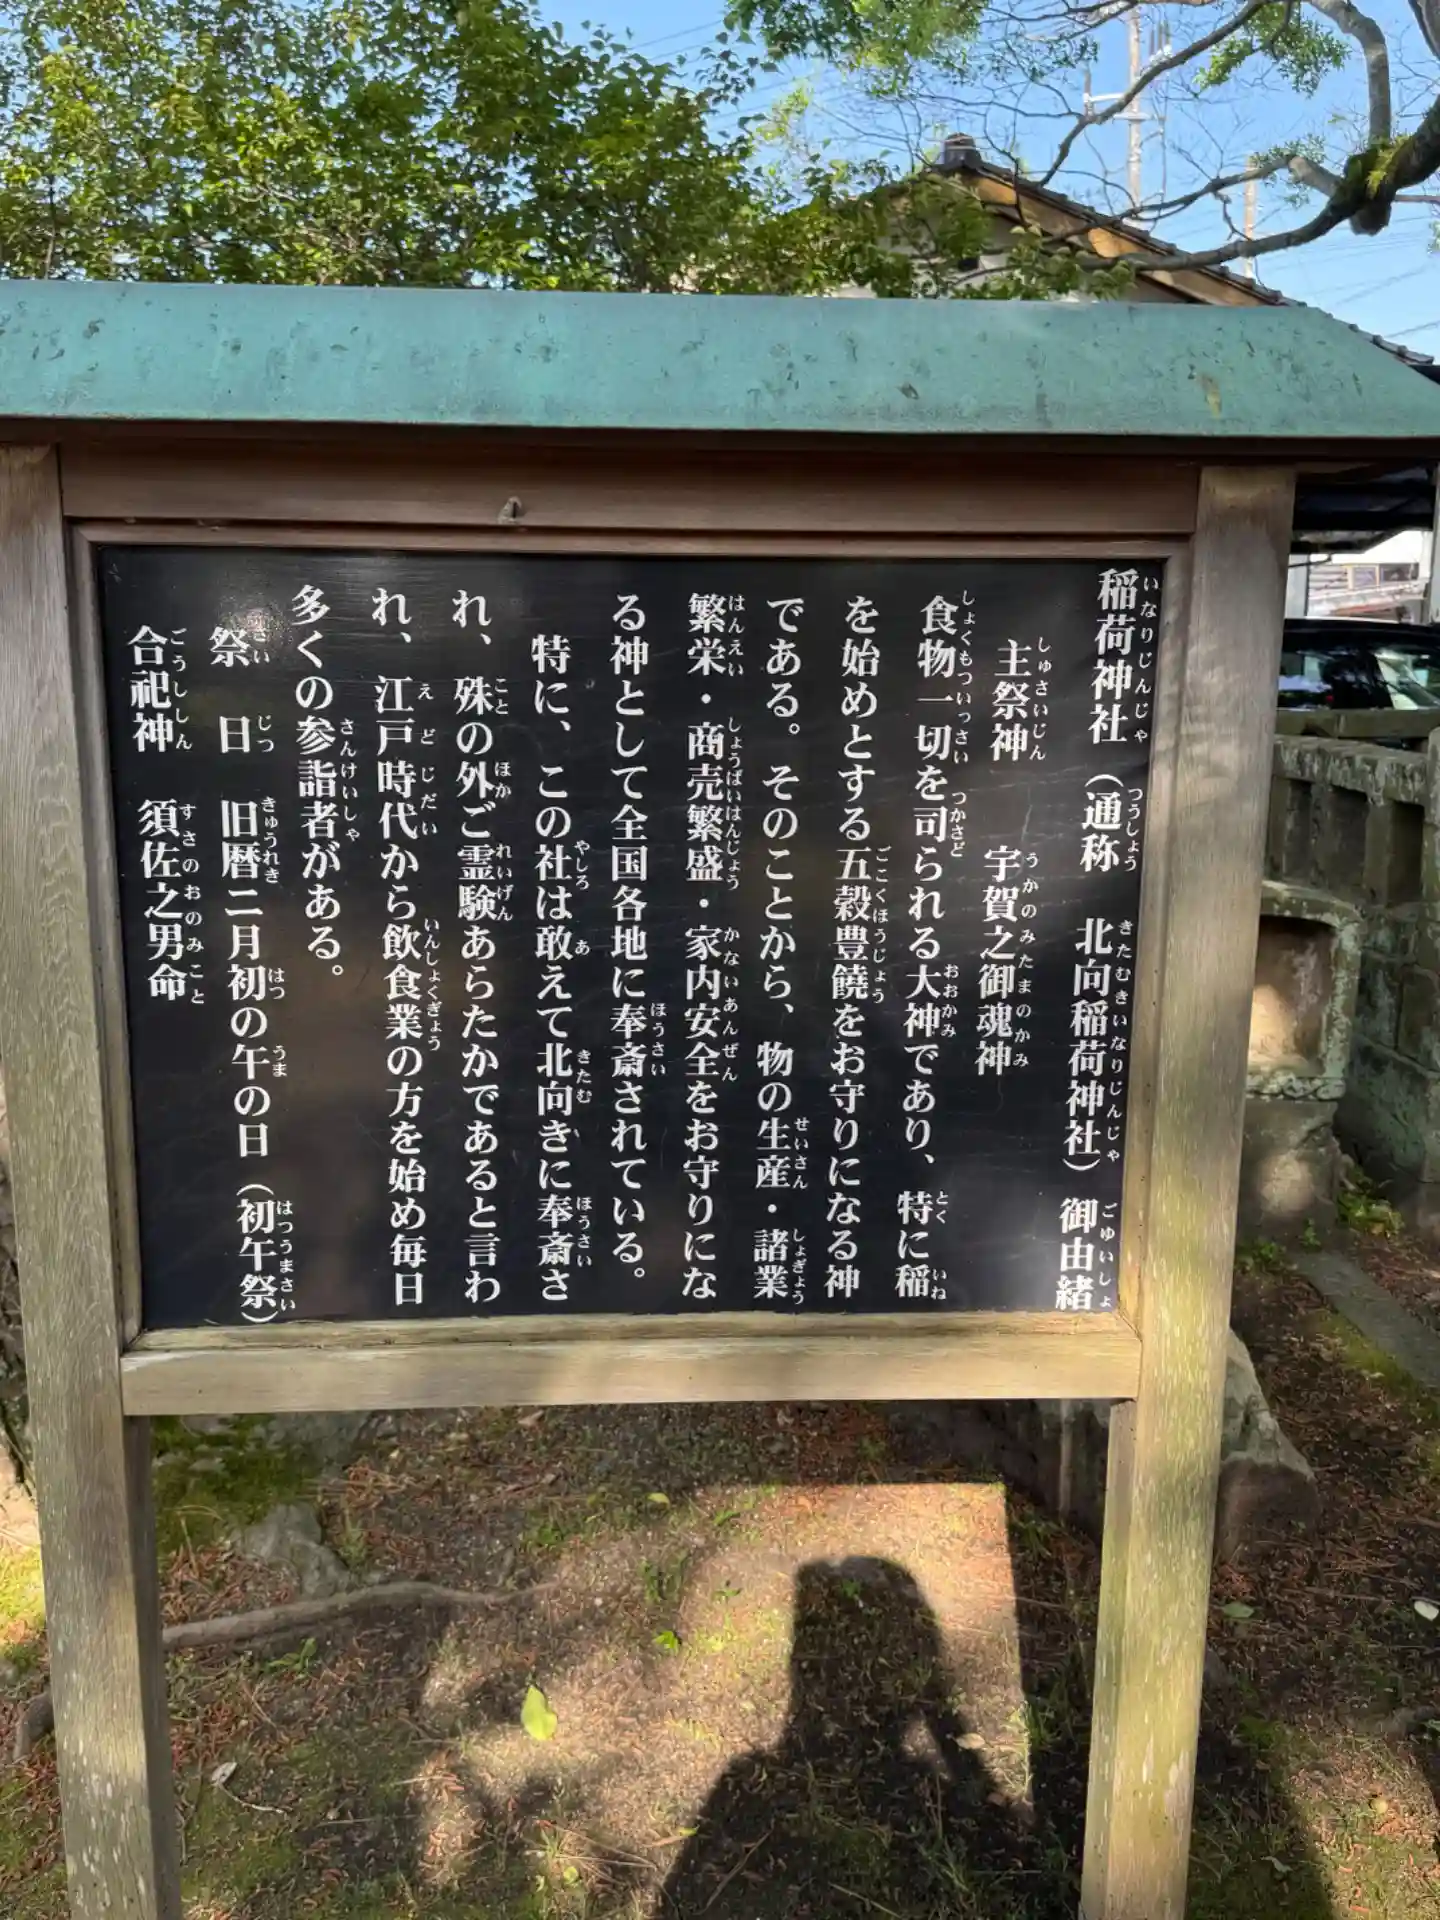 稲荷神社（通称　北向稲荷神社）御由緒
主祭神　宇賀之御魂神
食物一切を司られる大神であり、特に稲
を始めとする五穀豊饒をお守りになる神
である。そのことから、物の生産・諸業
繁栄・商売繁盛・家内安全をお守りにな
る神として全国各地に奉斎されている。
特に、この社は敢えて北向きに奉斎さ
れ、殊の外ご霊験あらたかであると言わ
れ、江戸時代から飲食業の方を始め毎日
多くの参詣者がある。
祭　日　旧暦二月初の午の日（初午祭）
合祀神　須佐之男命